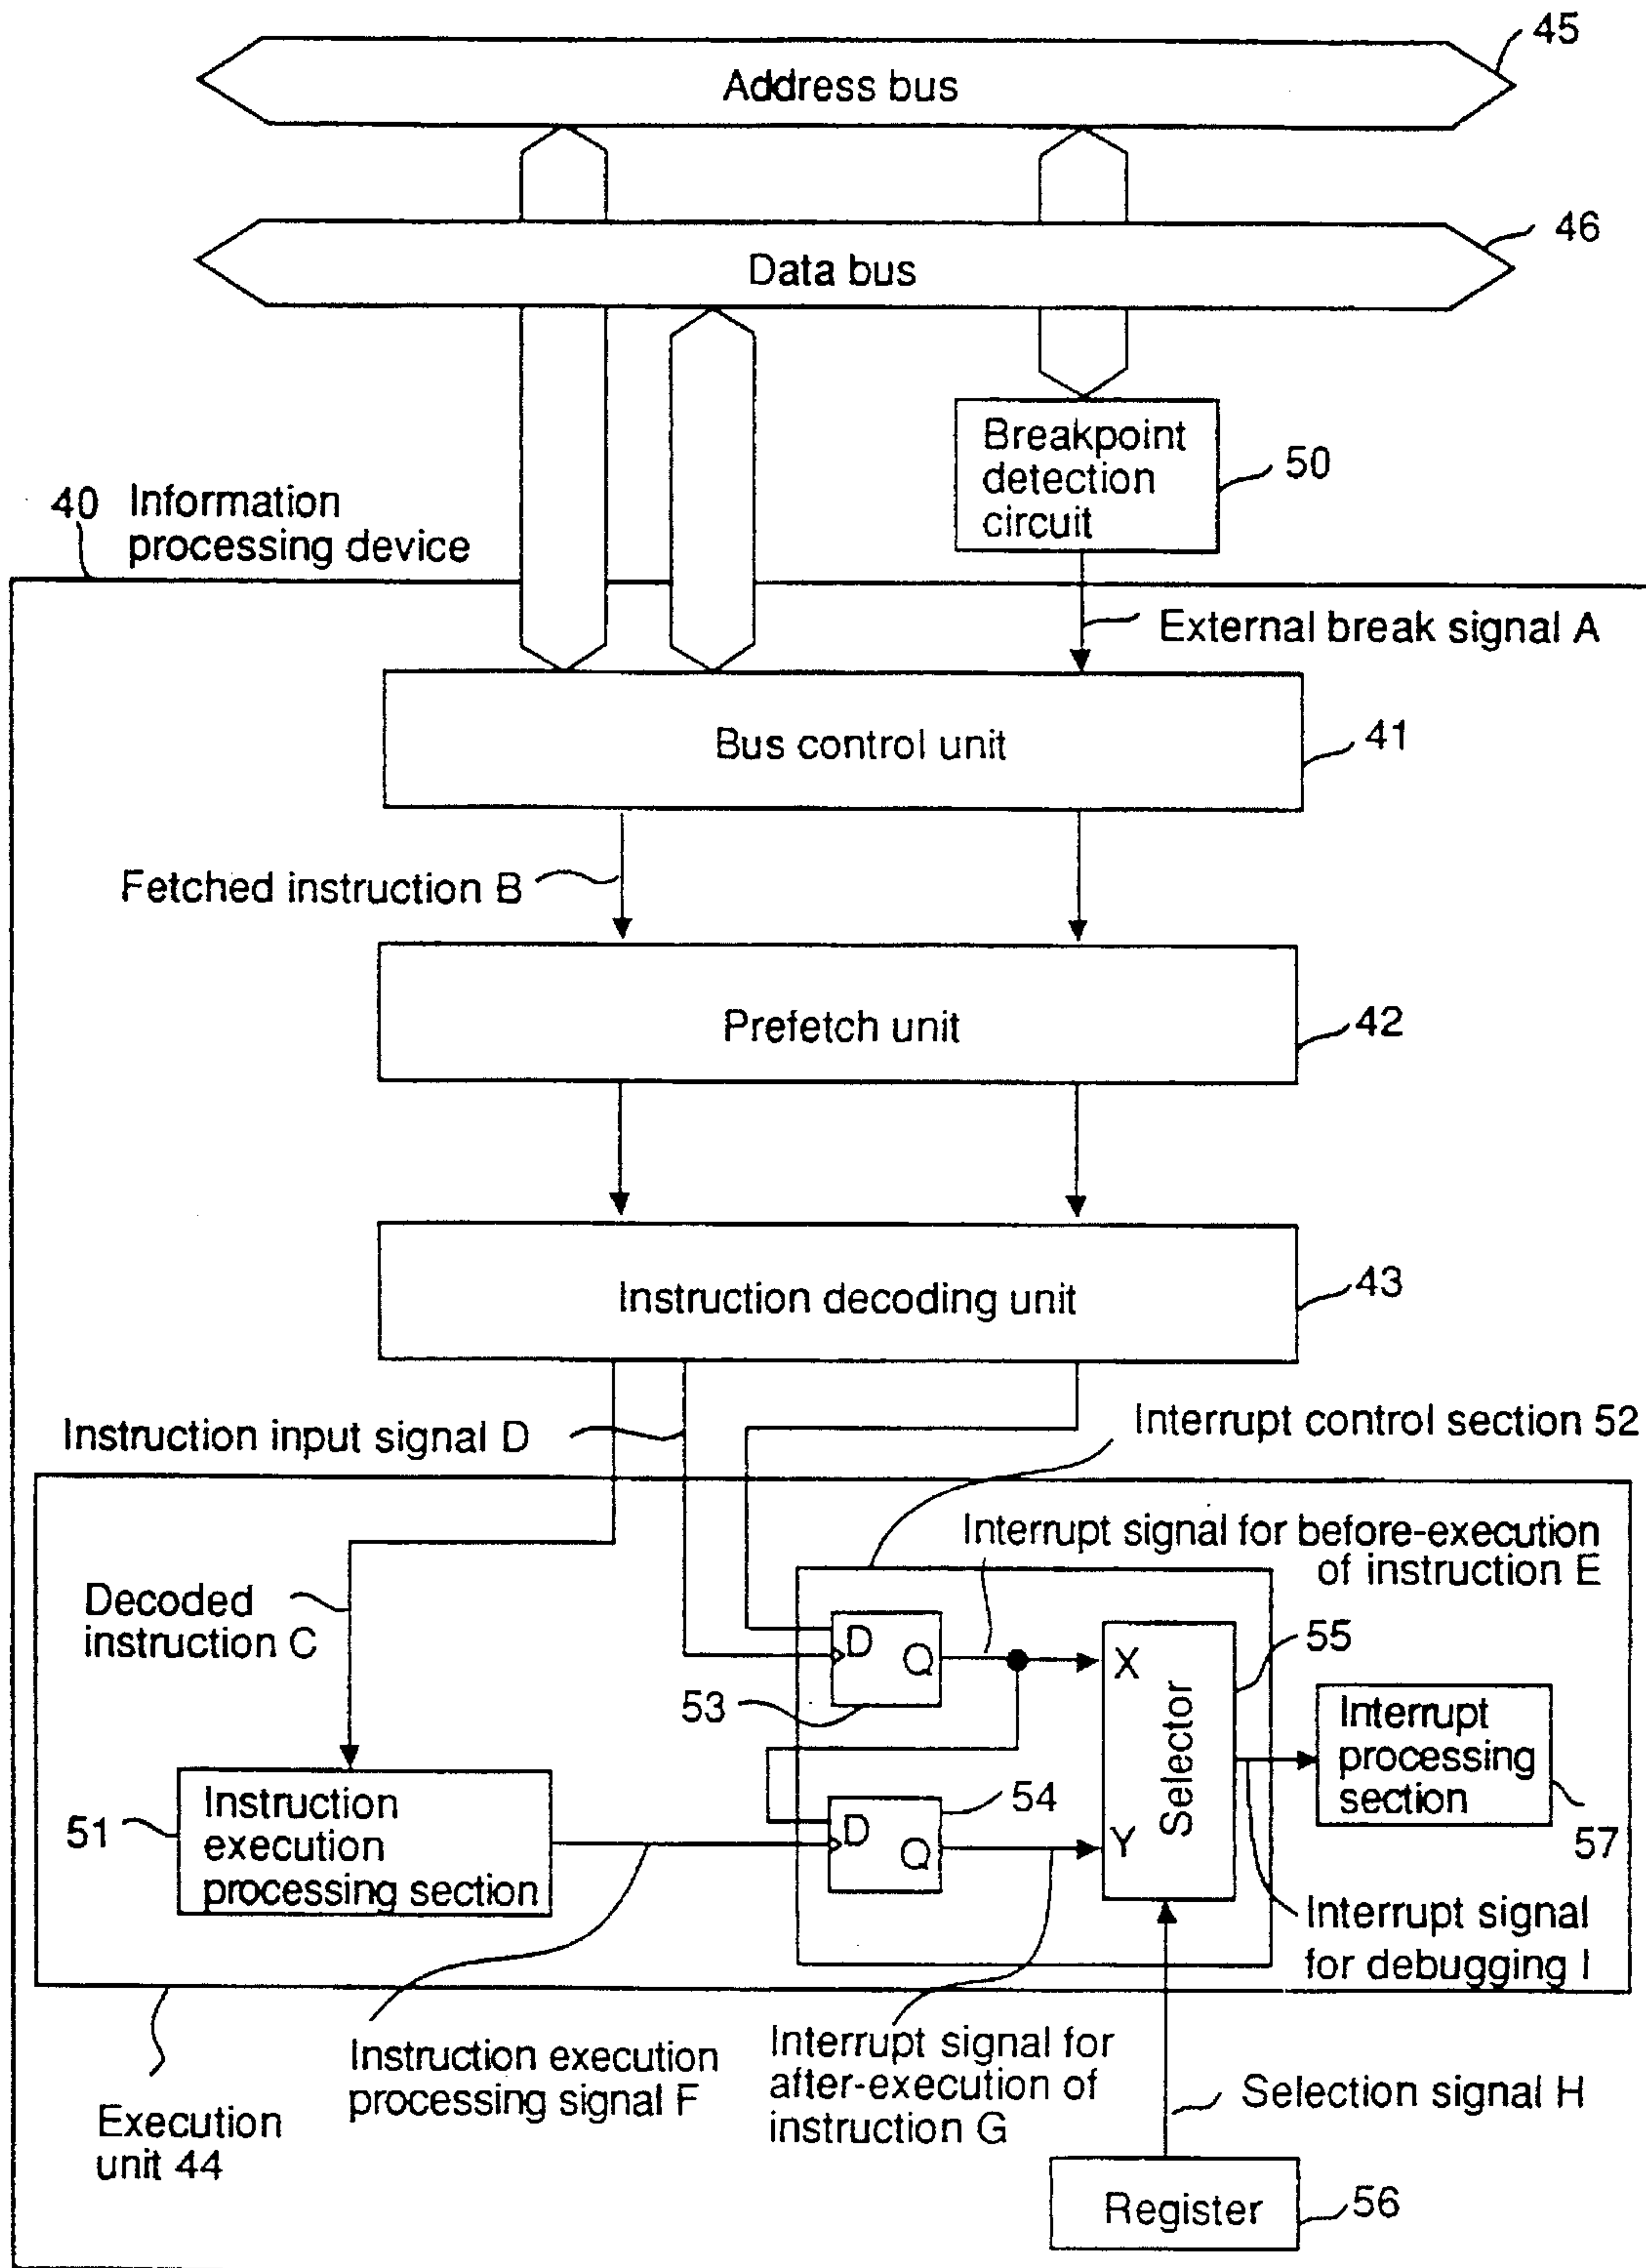 45
Address bus
46
Data bus
Breakpoint
detection
circuit
50
40 Information
processing device
External break signal A
Bus control unit
41
Fetched instruction B
Prefetch unit
42
Instruction decoding unit
43
Instruction input signal D
Interrupt control section 52
Interrupt signal for before-execution
of instruction E
Decoded
instruction C
D
Q
53
X
Selector
55
Interrupt
processing
section
57
51
Instruction
execution
processing section
D
Q
54
Y
Interrupt signal
for debugging I
Instruction execution
processing signal F
Interrupt signal for
after-execution of
instruction G
Selection signal H
Execution
unit 44
Register
56